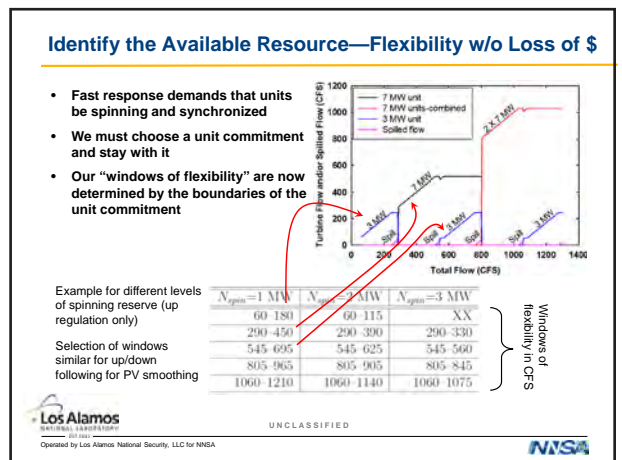 Identify the Available Resource—Flexibility w/o Loss of $
• Fast response demands that units
be spinning and synchronized
• We must choose a unit commitment
and stay with it
• Our “windows of flexibility” are now
determined by the boundaries of the
unit commitment
Turbine Flow and/or Spilled Flow (CFS)
1200
1000
800
600
400
200
0
7 MW unit
7 MW units-combined
3 MW unit
Spilled flow
3 MW
Spill
7 MW
Spill
3 MW
Spill
2 X 7 MW
Spill
3 MW
0 200 400 600 800 1000 1200 1400
Total Flow (CFS)
Example for different levels
of spinning reserve (up
regulation only)
Selection of windows
similar for up/down
following for PV smoothing
Nspin=1 MW Nspin=2 MW Nspin=3 MW
60–180 60–115 XX
290–450 290–390 290–330
545–695 545–625 545–560
805–965 805–905 805–845
1060–1210 1060–1140 1060–1075
Windows of
flexibility in CFS
Los Alamos
NATIONAL LABORATORY
EST. 1943
Operated by Los Alamos National Security, LLC for NNSA
UNCLASSIFIED
NNSA